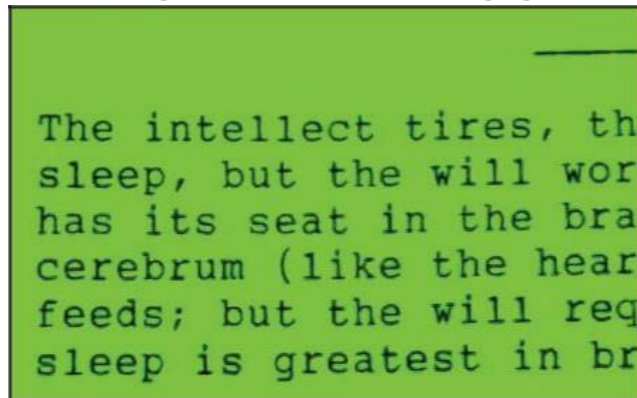 The intellect tires, th
sleep, but the will wor
has its seat in the bra
cerebrum (like the hear
feeds; but the will req
sleep is greatest in br